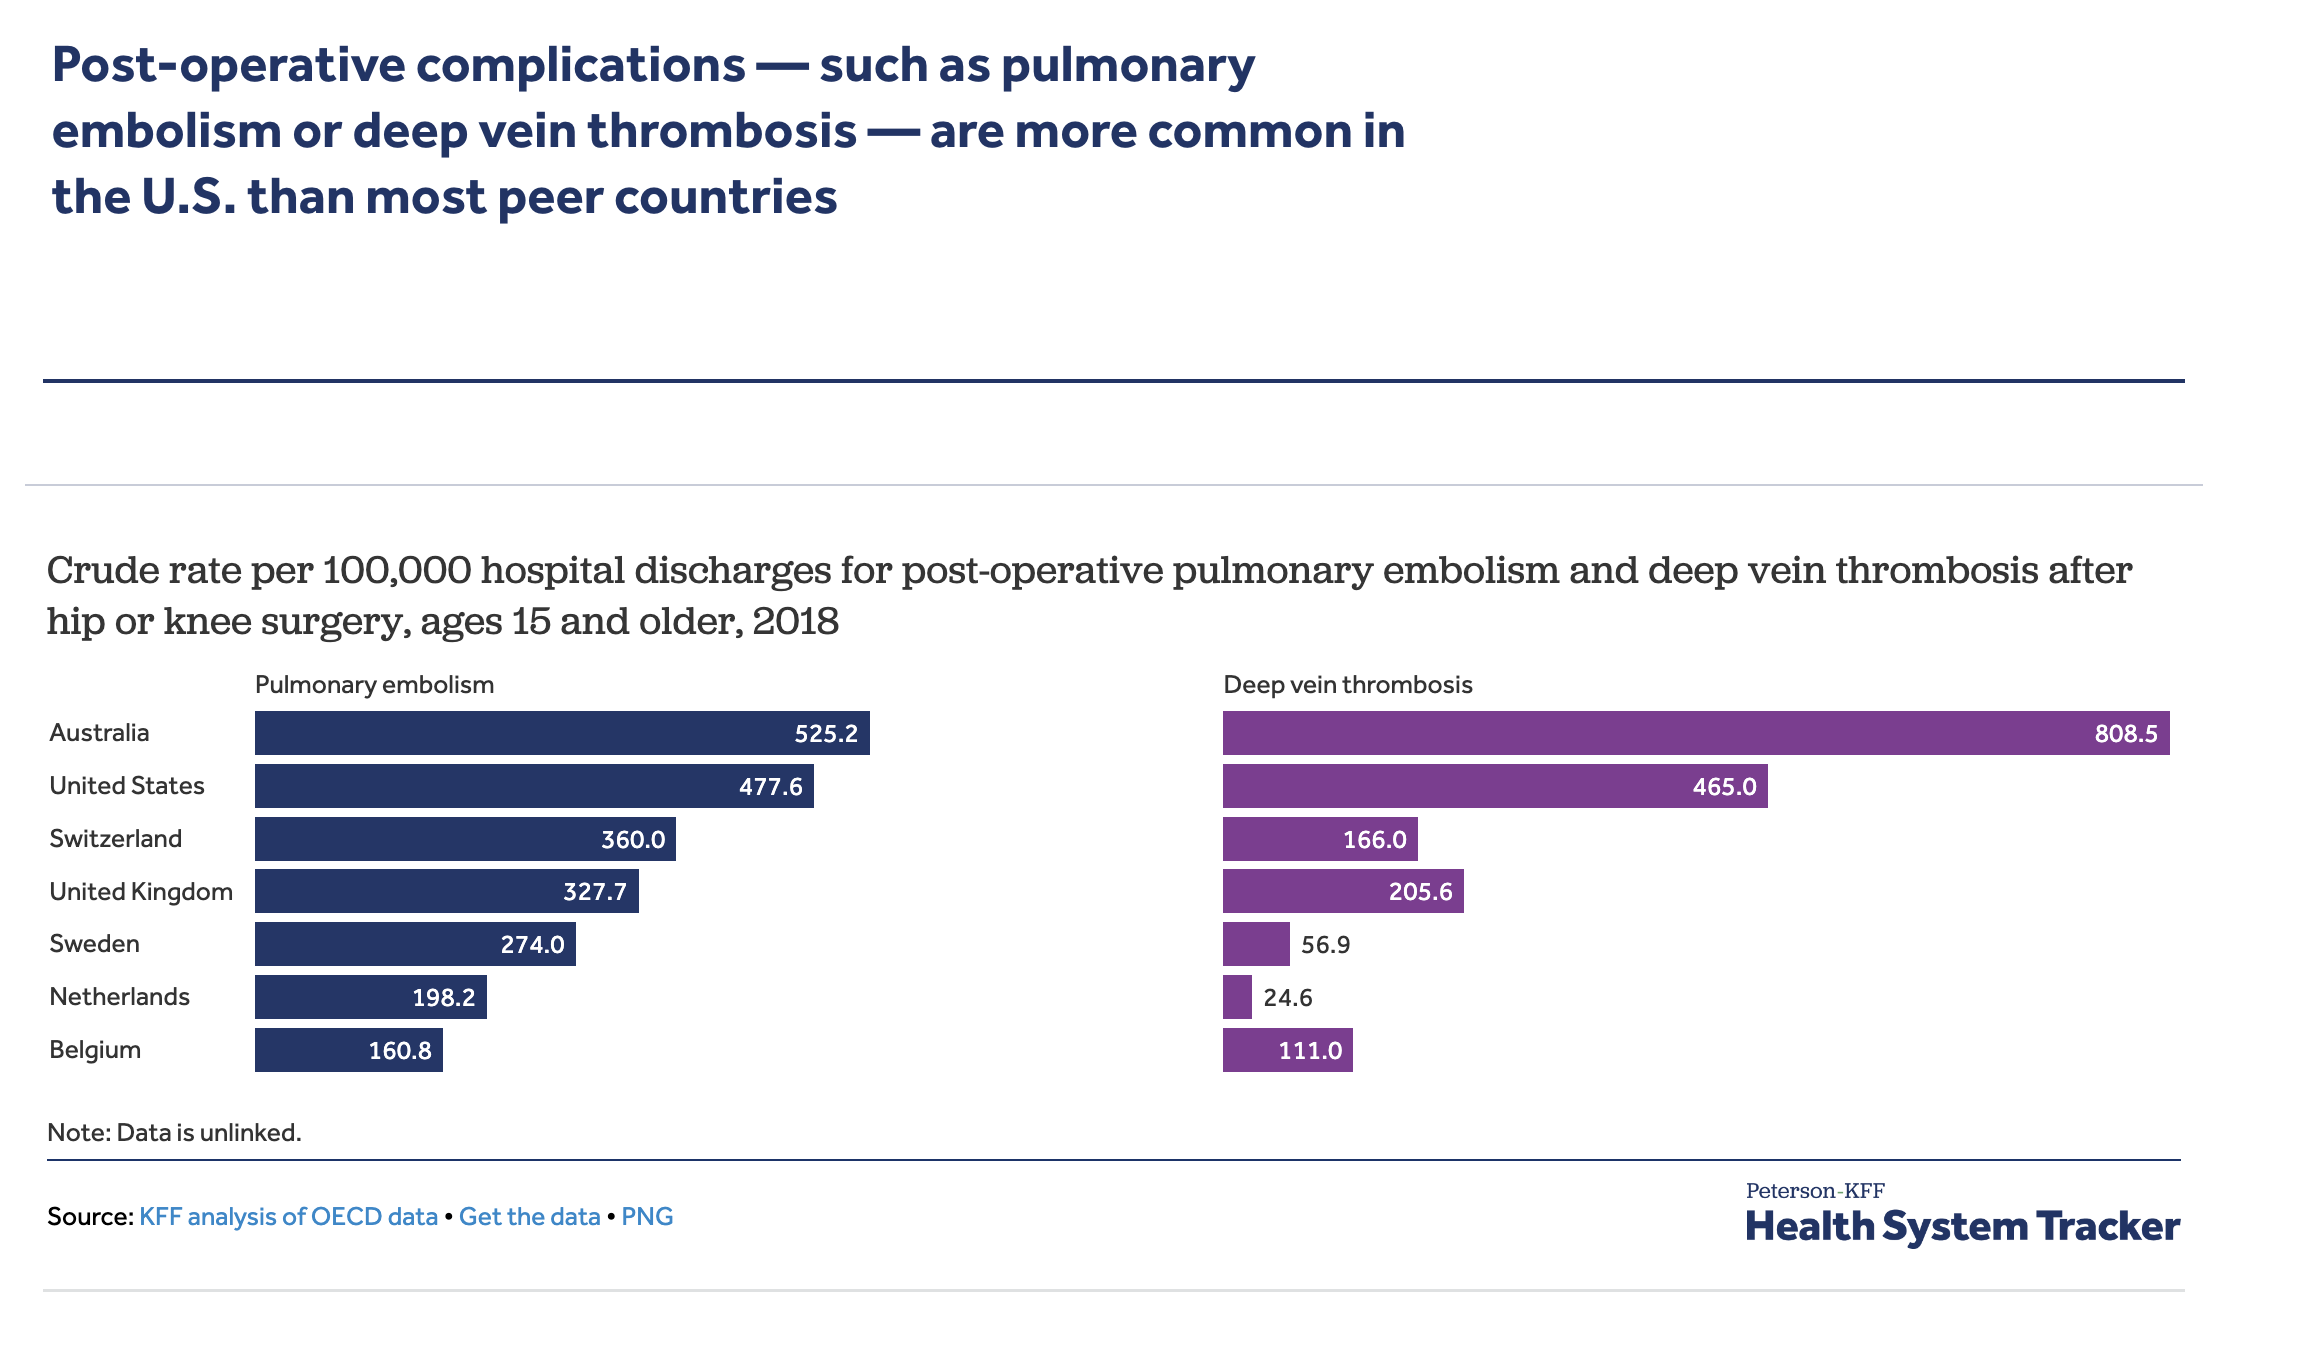 Post-operative complications — such as pulmonary
embolism or deep vein thrombosis — are more common in
the U.S. than most peer countries
Crude rate per 100,000 hospital discharges for post-operative pulmonary embolism and deep vein thrombosis after
hip or knee surgery, ages 15 and older, 2018
Pulmonary embolism Deep vein thrombosis
Australia 525.2 808.5
United States 477.6 465.0
Switzerland 360.0 166.0
United Kingdom 327.7 205.6
Sweden 274.0 56.9
Netherlands 198.2 24.6
Belgium 160.8 111.0
Note: Data is unlinked.
Source: KFF analysis of OECD data • Get the data • PNG
Peterson-KFF
Health System Tracker